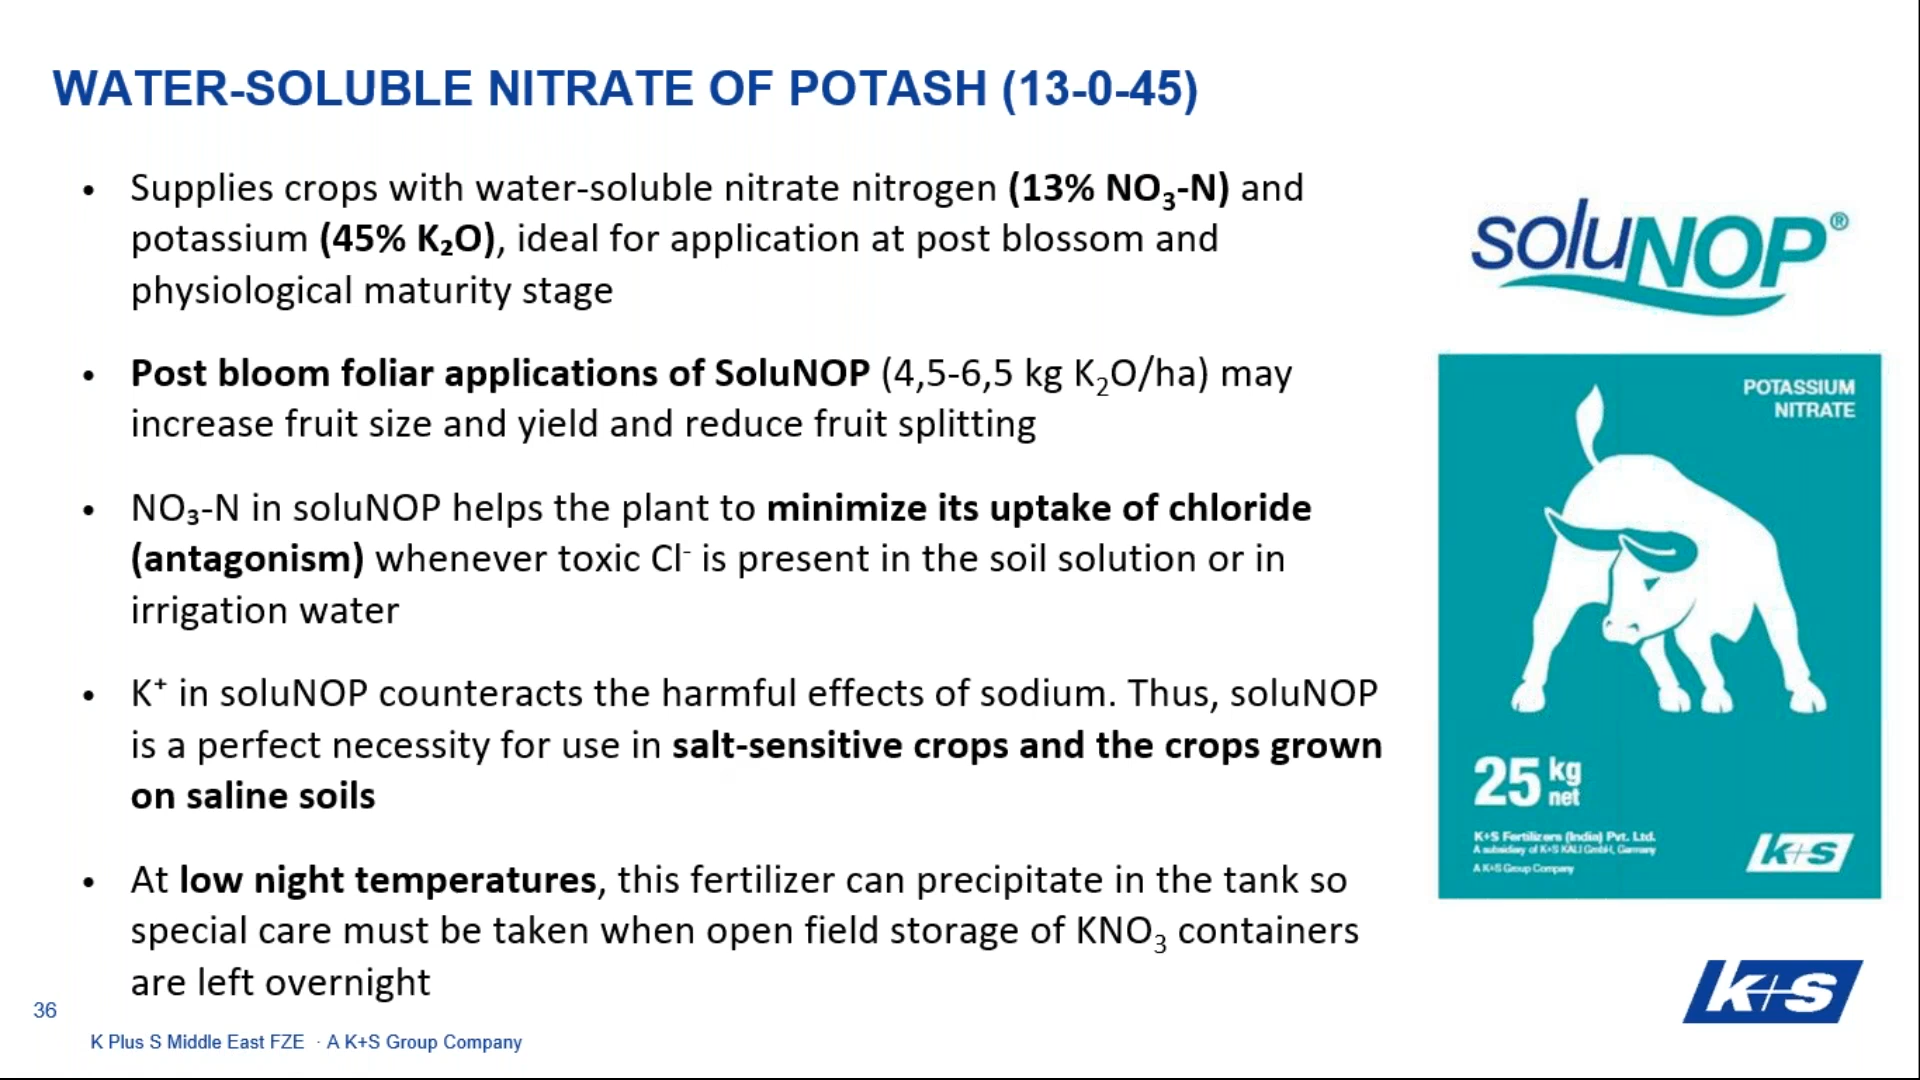 WATER-SOLUBLE NITRATE OF POTASH (13-0-45)
• Supplies crops with water-soluble nitrate nitrogen (13% NO₃-N) and
potassium (45% K₂O), ideal for application at post blossom and
physiological maturity stage
• Post bloom foliar applications of SoluNOP (4,5-6,5 kg K₂O/ha) may
increase fruit size and yield and reduce fruit splitting
• NO₃-N in soluNOP helps the plant to minimize its uptake of chloride
(antagonism) whenever toxic Cl⁻ is present in the soil solution or in
irrigation water
• K⁺ in soluNOP counteracts the harmful effects of sodium. Thus, soluNOP
is a perfect necessity for use in salt-sensitive crops and the crops grown
on saline soils
• At low night temperatures, this fertilizer can precipitate in the tank so
special care must be taken when open field storage of KNO₃ containers
are left overnight
soluNOP®
POTASSIUM
NITRATE
25 kg
net
K+S Fertilizers (India) Pvt. Ltd.
A subsidiary of K+S KALI GmbH, Germany
A K+S Group Company
K+S
K+S
36
K Plus S Middle East FZE · A K+S Group Company